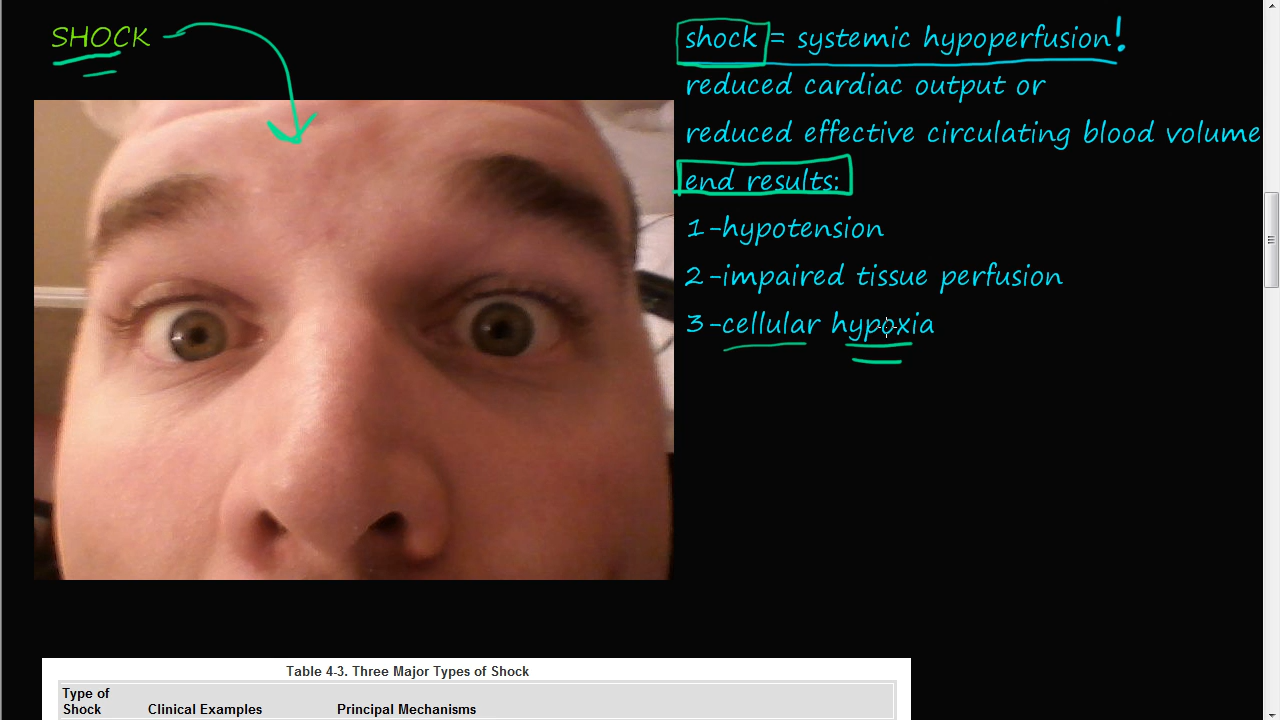 SHOCK
shock = systemic hypoperfusion!
reduced cardiac output or
reduced effective circulating blood volume
end results:
1-hypotension
2-impaired tissue perfusion
3-cellular hypoxia
Table 4-3. Three Major Types of Shock
Type of
Shock Clinical Examples Principal Mechanisms